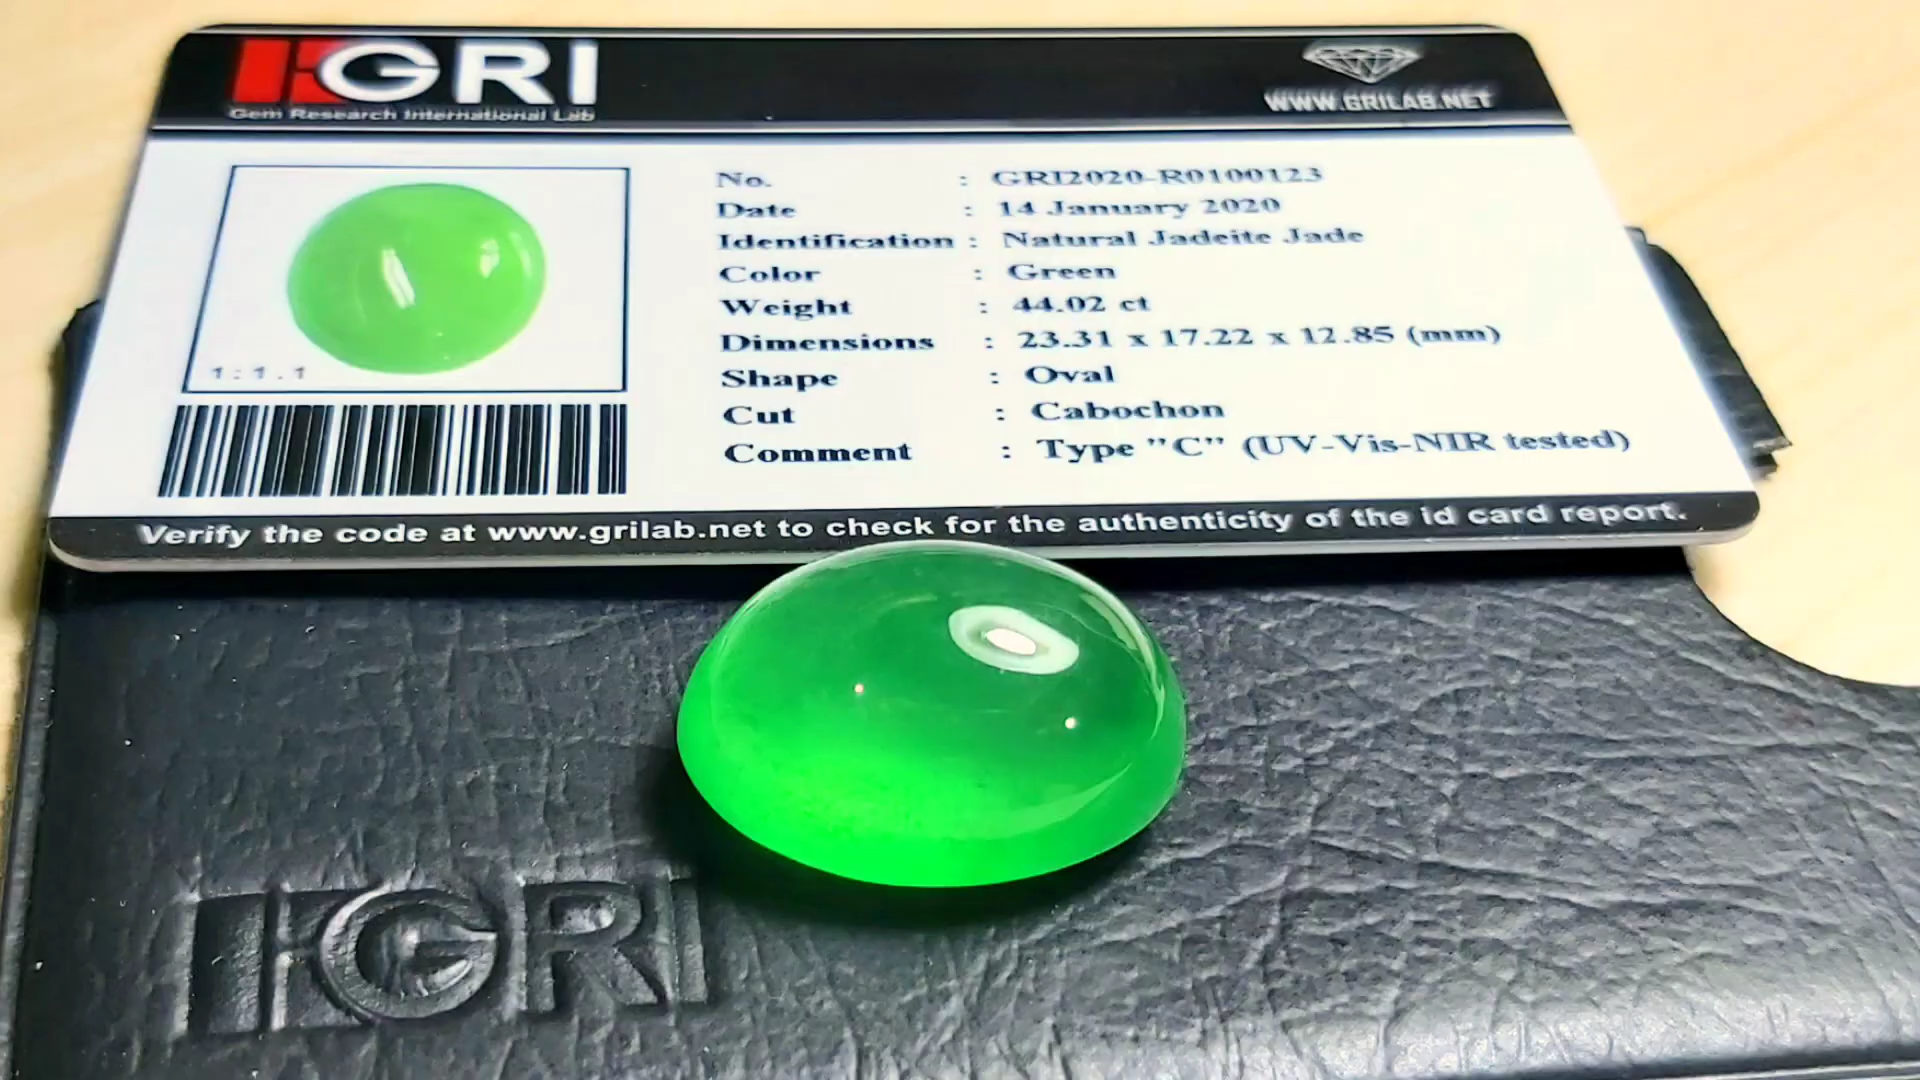 GRI
Gem Research International Lab
WWW.GRILAB.NET
No. : GRI2020-R0100123
Date : 14 January 2020
Identification : Natural Jadeite Jade
Color : Green
Weight : 44.02 ct
Dimensions : 23.31 x 17.22 x 12.85 (mm)
Shape : Oval
Cut : Cabochon
Comment : Type "C" (UV-Vis-NIR tested)
1:1.1
Verify the code at www.grilab.net to check for the authenticity of the id card report.
GRI